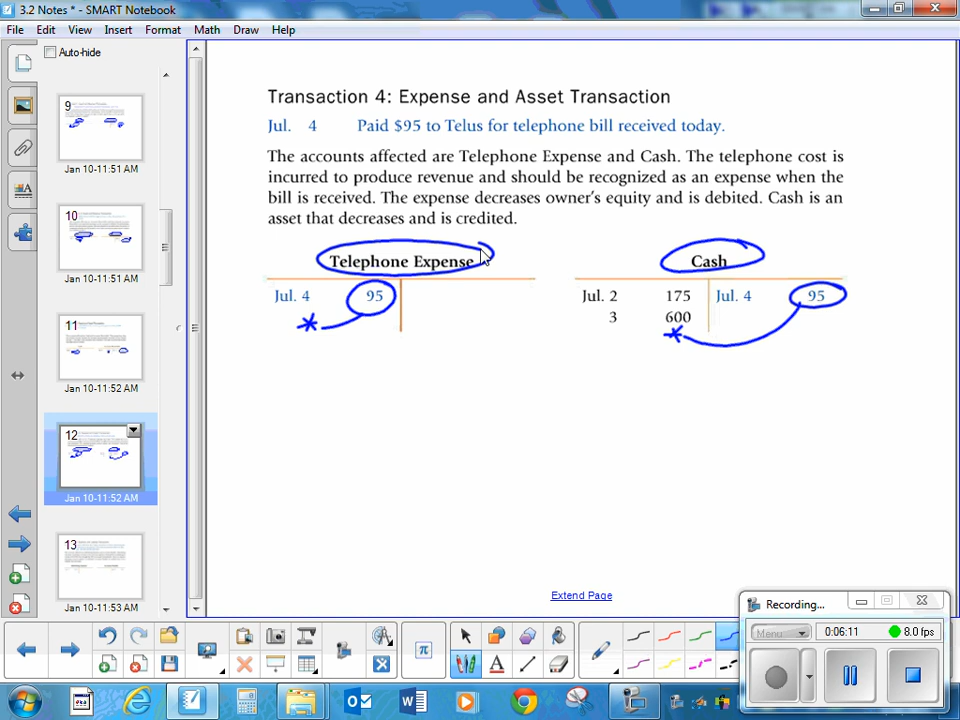 3.2 Notes * - SMART Notebook
File Edit View Insert Format Math Draw Help
Auto-hide
9
Jan 10-11:51 AM
10
Jan 10-11:51 AM
11
Jan 10-11:52 AM
12
Jan 10-11:52 AM
13
Jan 10-11:53 AM
Transaction 4: Expense and Asset Transaction
Jul. 4 Paid $95 to Telus for telephone bill received today.
The accounts affected are Telephone Expense and Cash. The telephone cost is
incurred to produce revenue and should be recognized as an expense when the
bill is received. The expense decreases owner's equity and is debited. Cash is an
asset that decreases and is credited.
Telephone Expense Cash
Jul. 4 95 Jul. 2 175 Jul. 4 95
3 600
* *
Extend Page
Recording...
Menu 0:06:11 8.0 fps
π
A